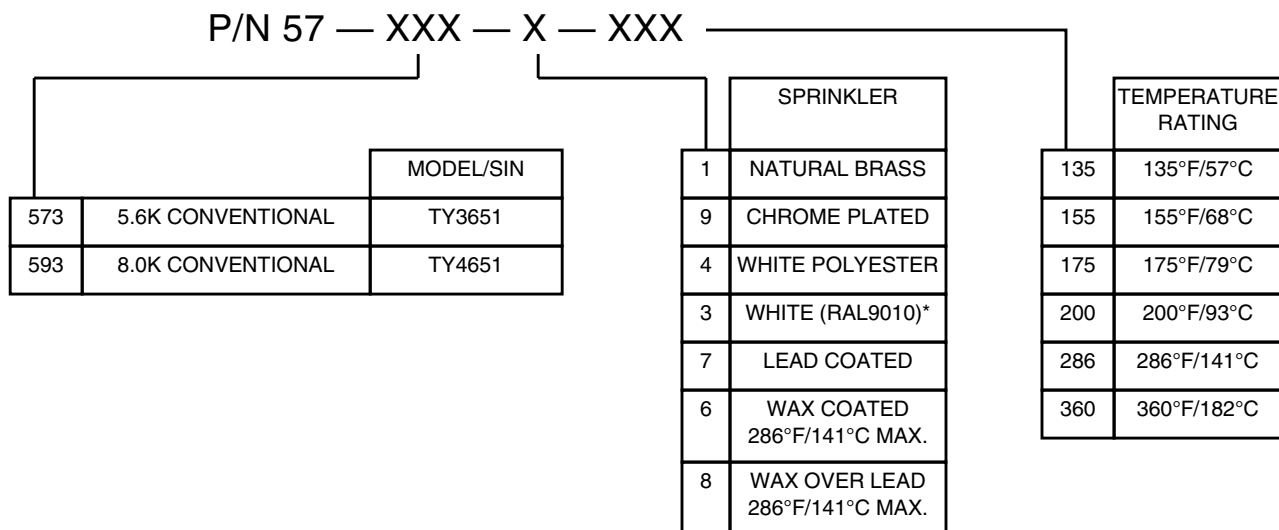 P/N 57 — XXX — X — XXX
MODEL/SIN
573 5.6K CONVENTIONAL TY3651
593 8.0K CONVENTIONAL TY4651
SPRINKLER
1 NATURAL BRASS
9 CHROME PLATED
4 WHITE POLYESTER
3 WHITE (RAL9010)*
7 LEAD COATED
6 WAX COATED
286°F/141°C MAX.
8 WAX OVER LEAD
286°F/141°C MAX.
TEMPERATURE
RATING
135 135°F/57°C
155 155°F/68°C
175 175°F/79°C
200 200°F/93°C
286 286°F/141°C
360 360°F/182°C